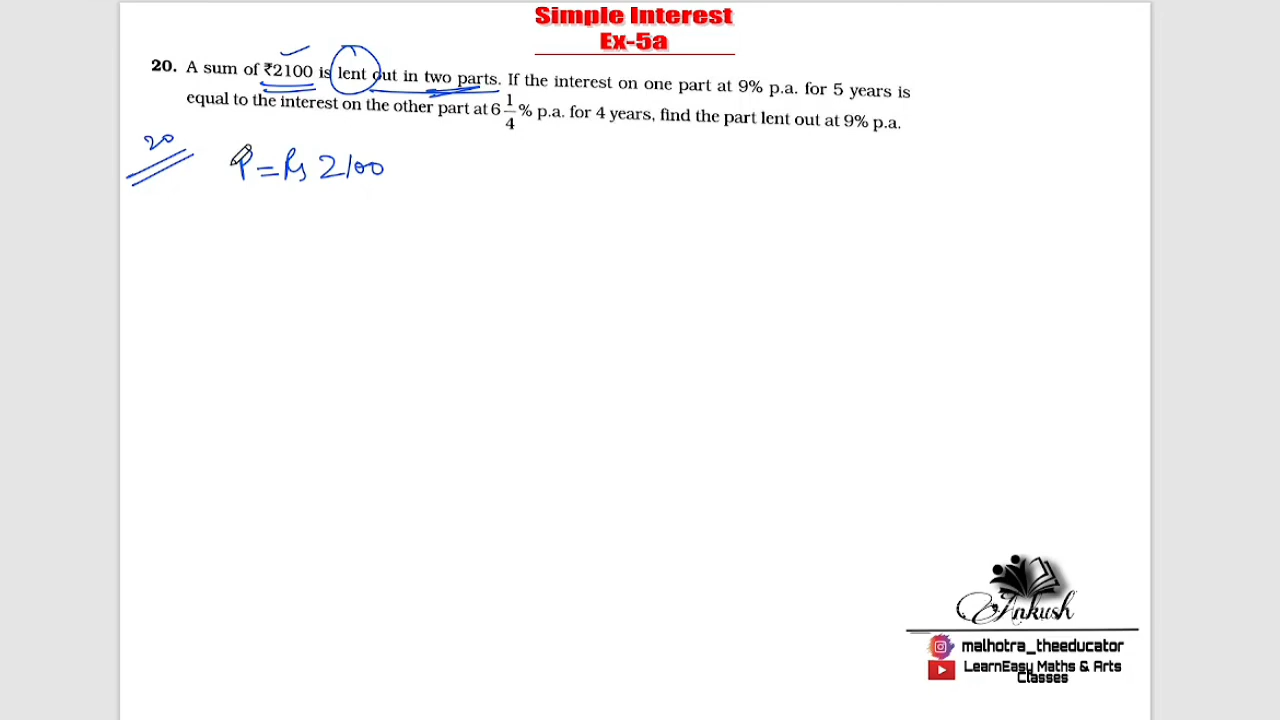 Simple Interest
Ex-5a
20. A sum of ₹2100 is lent out in two parts. If the interest on one part at 9% p.a. for 5 years is
equal to the interest on the other part at 6 1/4 % p.a. for 4 years, find the part lent out at 9% p.a.
20
P = Rs 2100
Ankush
malhotra_theeducator
LearnEasy Maths & Arts
Classes